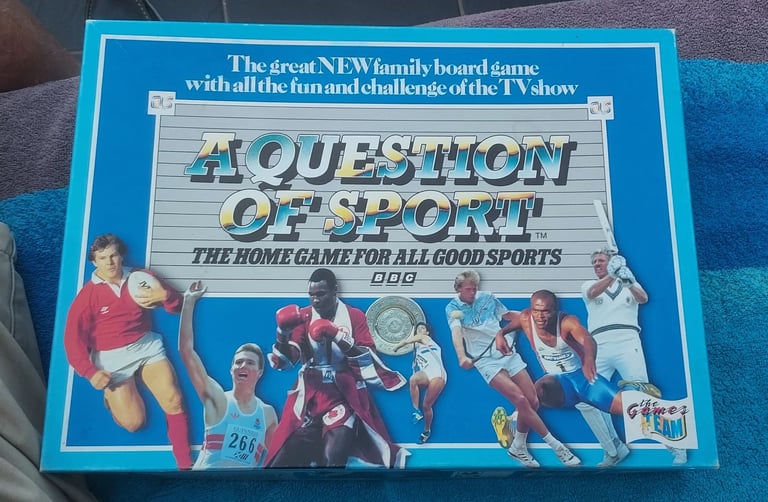 The great NEW family board game
with all the fun and challenge of the TV show
A QUESTION
OF SPORT™
THE HOME GAME FOR ALL GOOD SPORTS
BBC
266
the
Games
TEAM